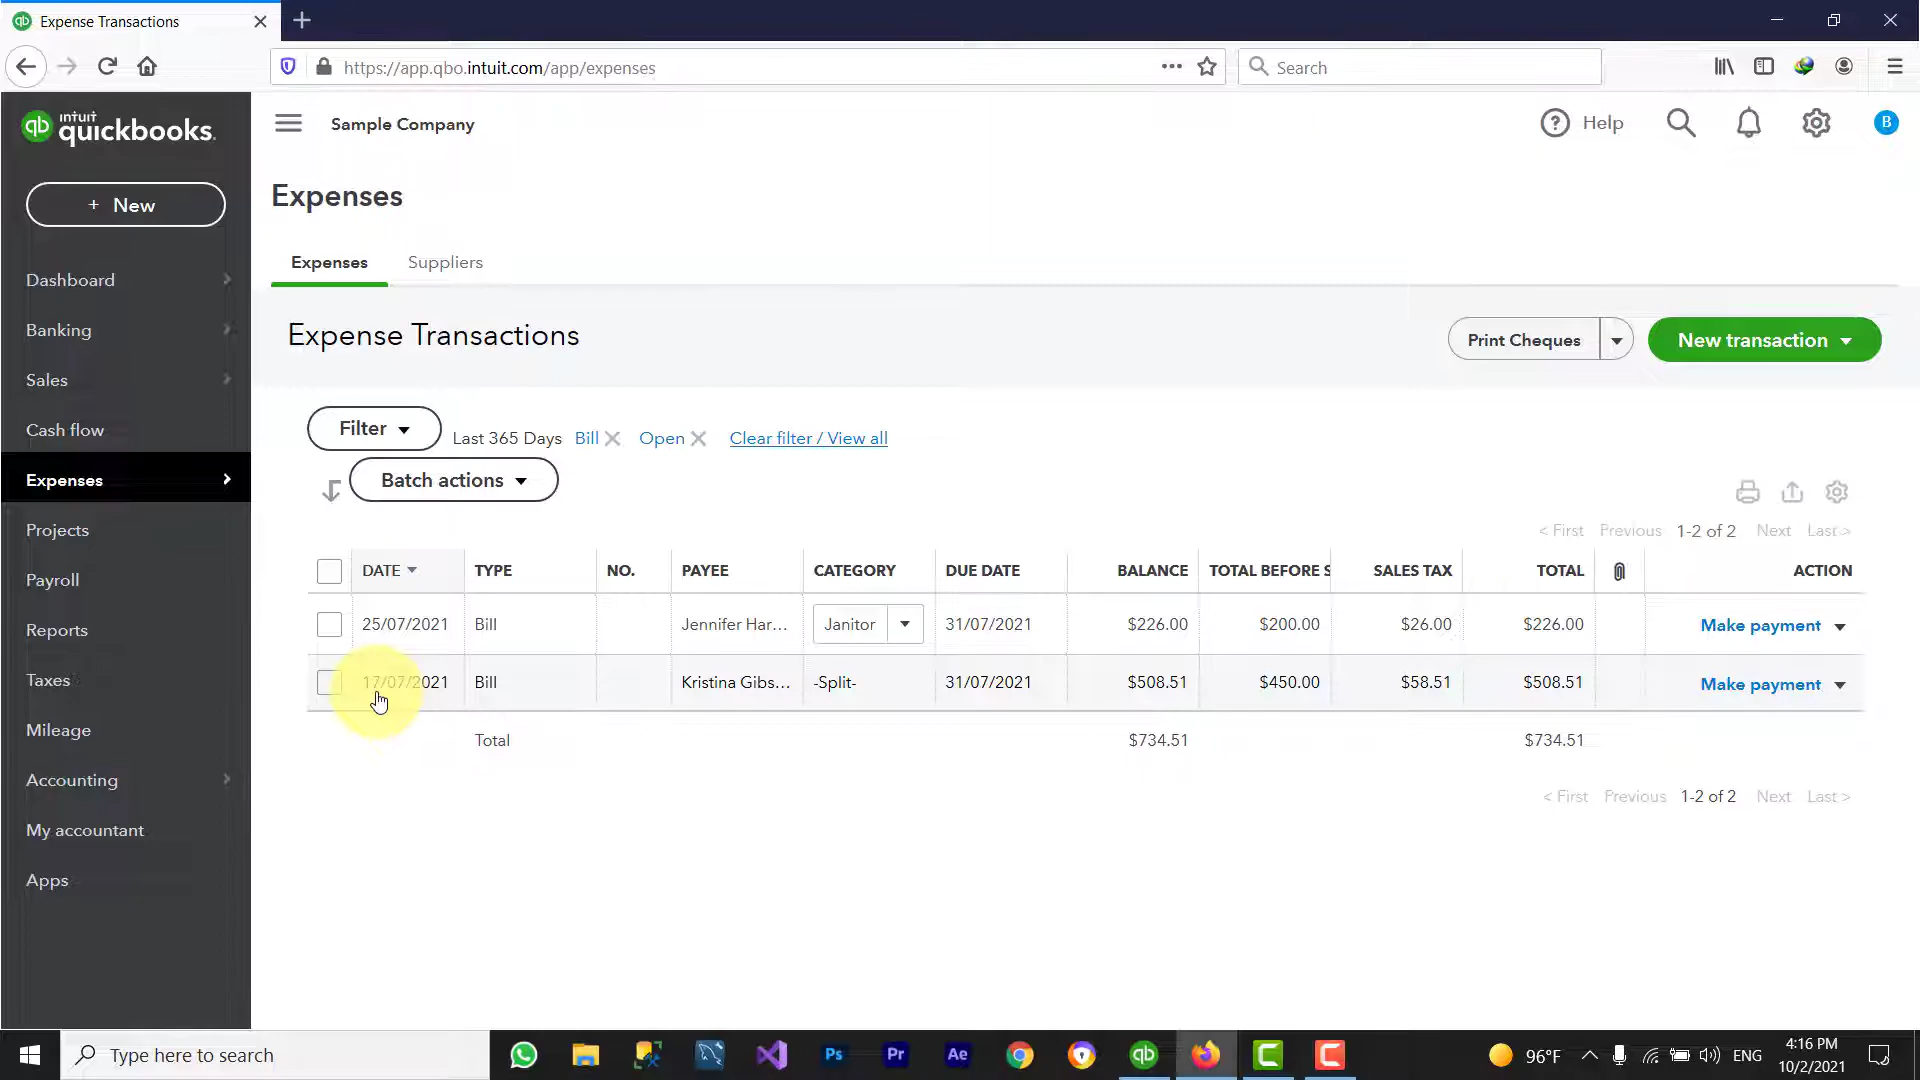 Expense Transactions
https://app.qbo.intuit.com/app/expenses
Search
intuit
quickbooks.
Sample Company
Help
B
+ New
Expenses
Dashboard
Banking
Sales
Cash flow
Expenses
Projects
Payroll
Reports
Taxes
Mileage
Accounting
My accountant
Apps
Expenses Suppliers
Expense Transactions
Print Cheques
New transaction
Filter
Last 365 Days Bill Open Clear filter / View all
Batch actions
< First Previous 1-2 of 2 Next Last >
DATE TYPE NO. PAYEE CATEGORY DUE DATE BALANCE TOTAL BEFORE S SALES TAX TOTAL ACTION
25/07/2021 Bill Jennifer Har... Janitor 31/07/2021 $226.00 $200.00 $26.00 $226.00 Make payment
17/07/2021 Bill Kristina Gibs... -Split- 31/07/2021 $508.51 $450.00 $58.51 $508.51 Make payment
Total $734.51 $734.51
< First Previous 1-2 of 2 Next Last >
Type here to search
Ps
Pr
Ae
qb
96°F
ENG
4:16 PM
10/2/2021